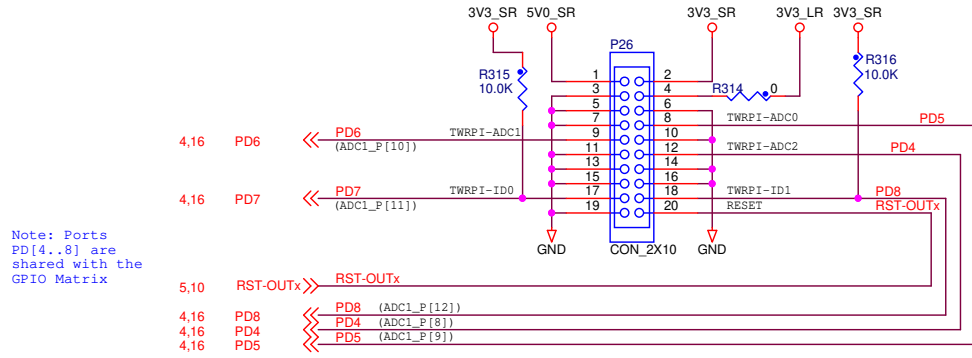 3V3_SR 5V0_SR 3V3_SR 3V3_LR 3V3_SR
P26
R315
10.0K
R316
10.0K
1 2
3 4 R314 0
5 6
7 8 TWRPI-ADC0 PD5
4,16 PD6 PD6 TWRPI-ADC1 9 10
(ADC1_P[10])
11 12 TWRPI-ADC2 PD4
13 14
15 16
4,16 PD7 PD7 TWRPI-ID0 17 18 TWRPI-ID1 PD8
(ADC1_P[11])
19 20 RESET RST-OUTx
GND CON_2X10 GND
Note: Ports
PD[4..8] are
shared with the
GPIO Matrix
5,10 RST-OUTx RST-OUTx
4,16 PD8 PD8 (ADC1_P[12])
4,16 PD4 PD4 (ADC1_P[8])
4,16 PD5 PD5 (ADC1_P[9])